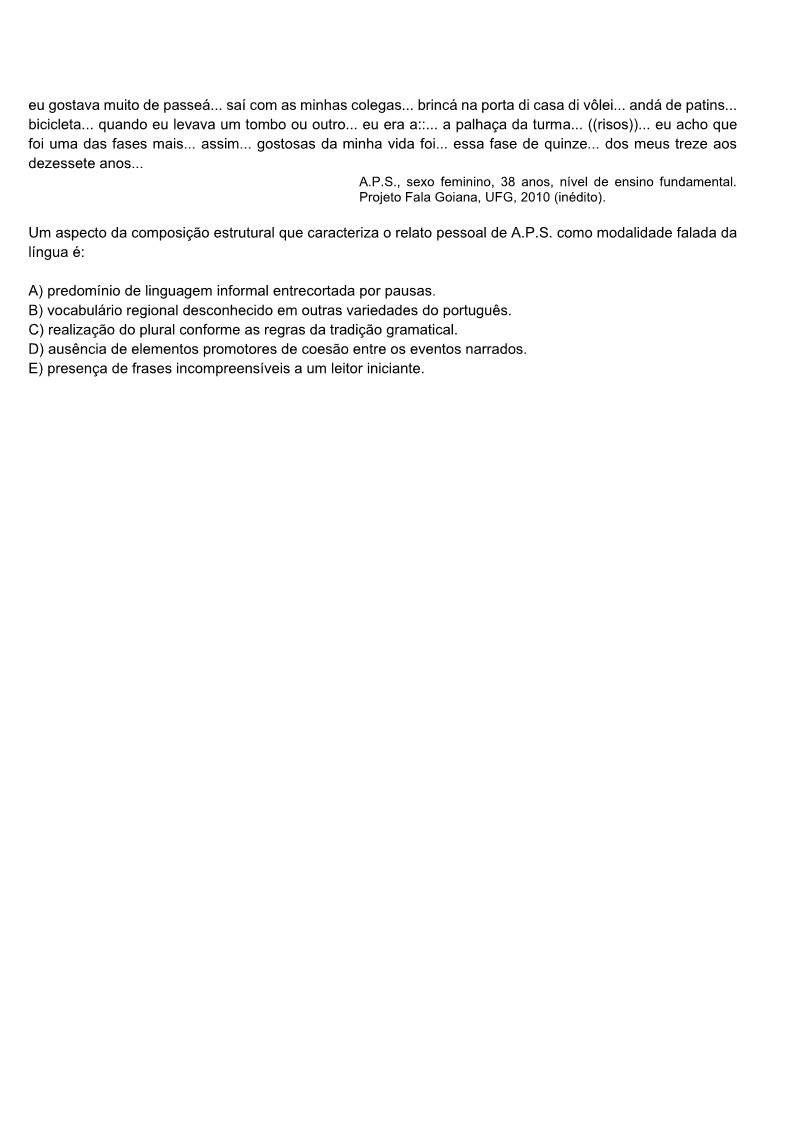 eu gostava muito de passeá... saí com as minhas colegas... brincá na porta di casa di vôlei... andá de patins...
bicicleta... quando eu levava um tombo ou outro... eu era a::... a palhaça da turma... ((risos))... eu acho que
foi uma das fases mais... assim... gostosas da minha vida foi... essa fase de quinze... dos meus treze aos
dezessete anos...
A.P.S., sexo feminino, 38 anos, nível de ensino fundamental.
Projeto Fala Goiana, UFG, 2010 (inédito).
Um aspecto da composição estrutural que caracteriza o relato pessoal de A.P.S. como modalidade falada da
língua é:
A) predomínio de linguagem informal entrecortada por pausas.
B) vocabulário regional desconhecido em outras variedades do português.
C) realização do plural conforme as regras da tradição gramatical.
D) ausência de elementos promotores de coesão entre os eventos narrados.
E) presença de frases incompreensíveis a um leitor iniciante.